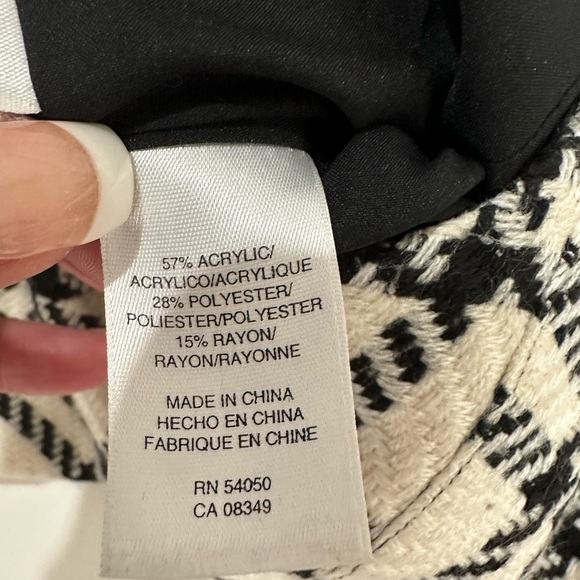 57% ACRYLIC/
ACRYLICO/ACRYLIQUE
28% POLYESTER/
POLIESTER/POLYESTER
15% RAYON/
RAYON/RAYONNE
MADE IN CHINA
HECHO EN CHINA
FABRIQUE EN CHINE
RN 54050
CA 08349